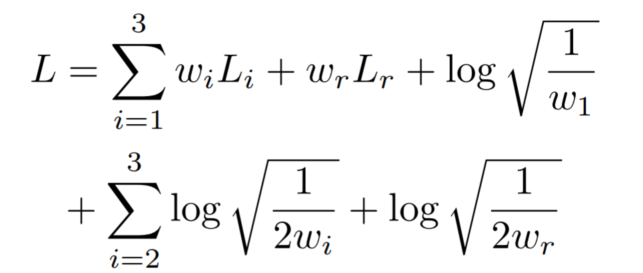 L = \sum_{i=1}^{3} w_i L_i + w_r L_r + \log \sqrt{\frac{1}{w_1}}
+ \sum_{i=2}^{3} \log \sqrt{\frac{1}{2w_i}} + \log \sqrt{\frac{1}{2w_r}}